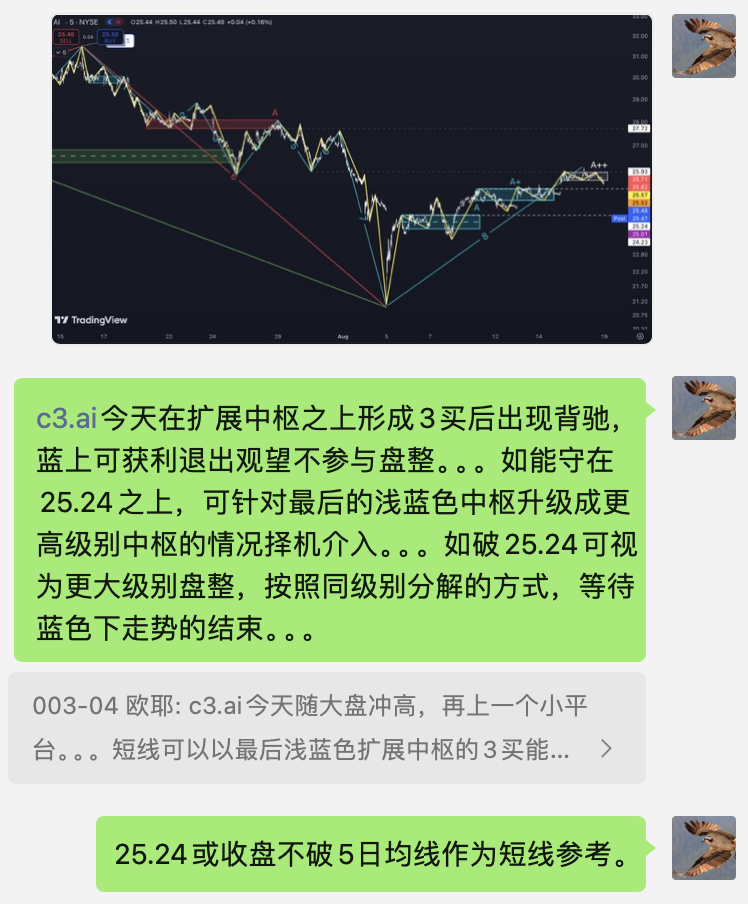 AI · 5 · NYSE O25.44 H25.50 L25.44 C25.49 +0.04 (+0.16%)
25.46 0.04 25.50
SELL BUY
5
1
33.00
32.00
31.00
30.00
29.00
28.00
27.72
27.00
25.93
25.71
25.62
25.57
25.52
25.48
Post 25.47
25.24
25.01
24.23
22.80
22.20
21.70
21.20
20.75
20.31
A
A
A+
A++
B
TradingView
15 17 22 24 29 Aug 5 7 12 14 19
c3.ai今天在扩展中枢之上形成3买后出现背驰，
蓝上可获利退出观望不参与盘整。。。如能守在
25.24之上，可针对最后的浅蓝色中枢升级成更
高级别中枢的情况择机介入。。。如破25.24可视
为更大级别盘整，按照同级别分解的方式，等待
蓝色下走势的结束。。。
003-04 欧耶: c3.ai今天随大盘冲高，再上一个小平
台。。。短线可以以最后浅蓝色扩展中枢的3买能...
25.24或收盘不破5日均线作为短线参考。